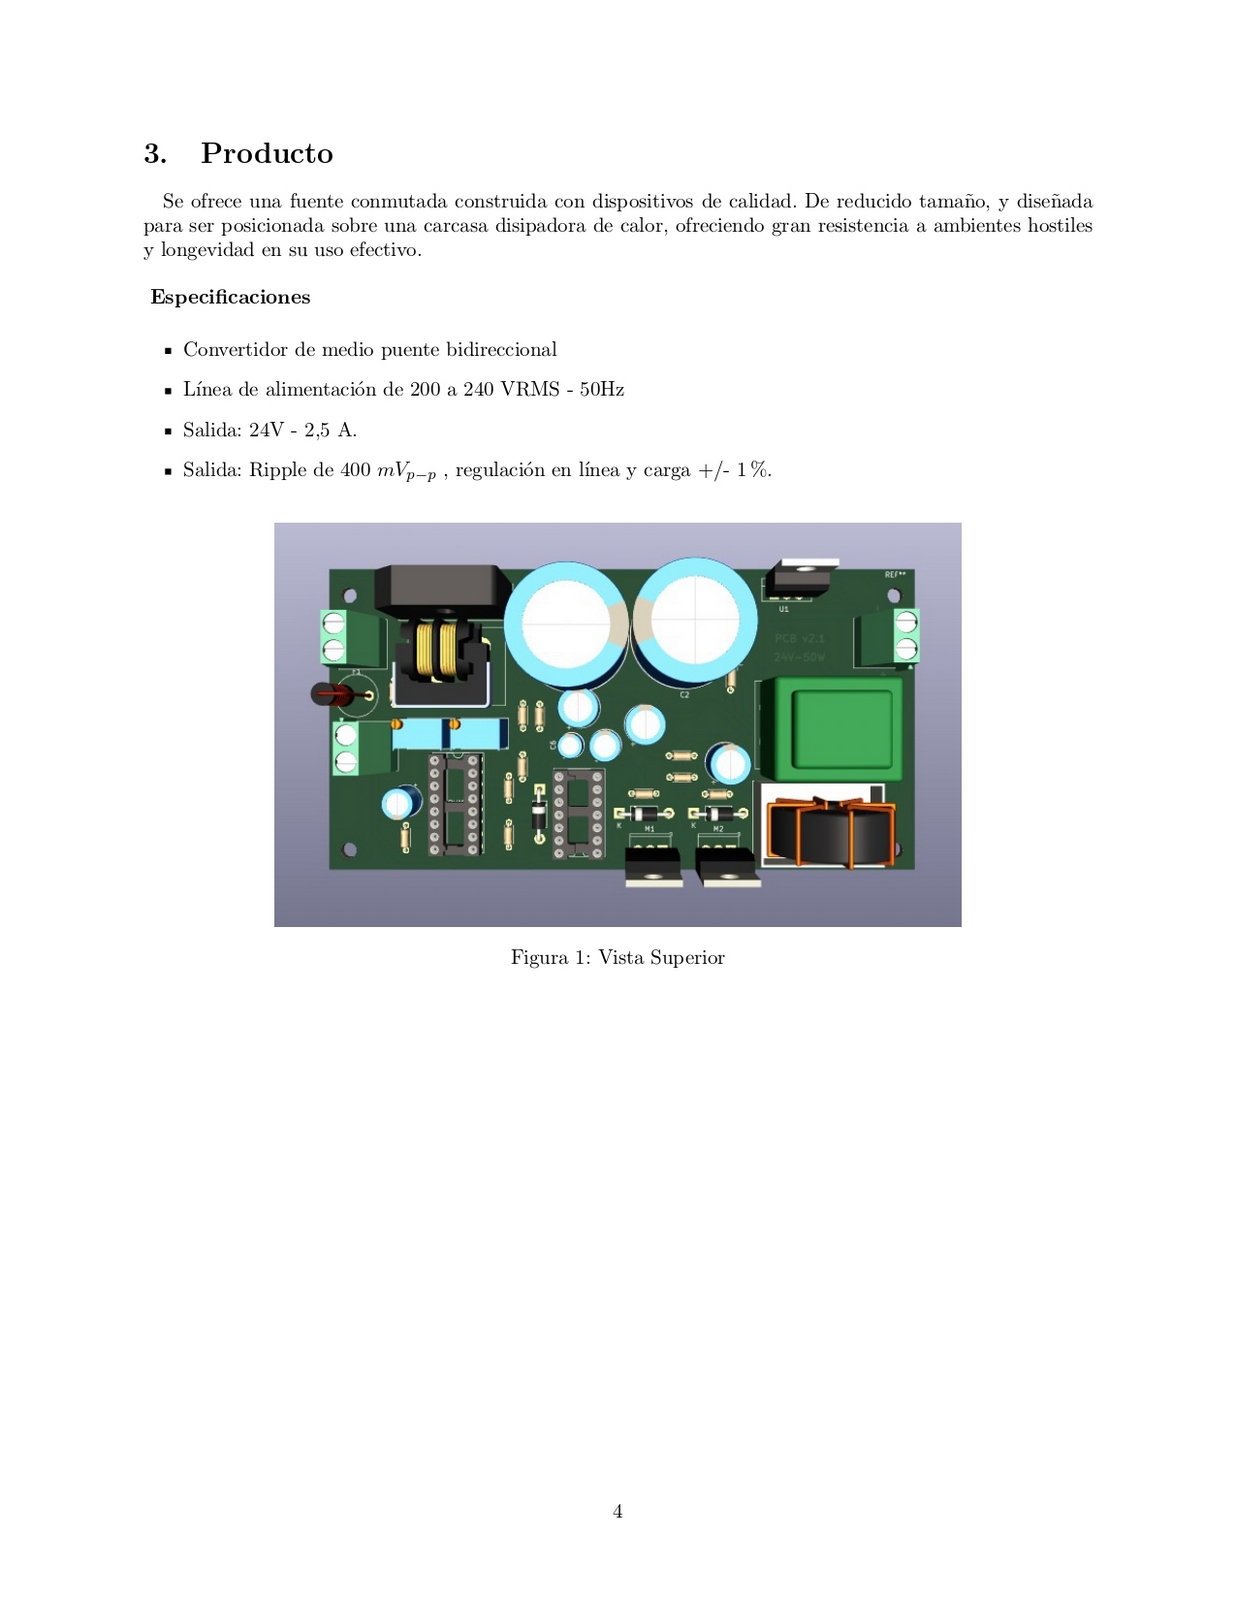 3. Producto
Se ofrece una fuente conmutada construida con dispositivos de calidad. De reducido tamaño, y diseñada
para ser posicionada sobre una carcasa disipadora de calor, ofreciendo gran resistencia a ambientes hostiles
y longevidad en su uso efectivo.
Especificaciones
▪ Convertidor de medio puente bidireccional
▪ Línea de alimentación de 200 a 240 VRMS - 50Hz
▪ Salida: 24V - 2,5 A.
▪ Salida: Ripple de 400 mVp−p , regulación en línea y carga +/- 1 %.
REF**
U1
PCB v2.1
24V-50W
C2
K
M1
K
M2
Figura 1: Vista Superior
4